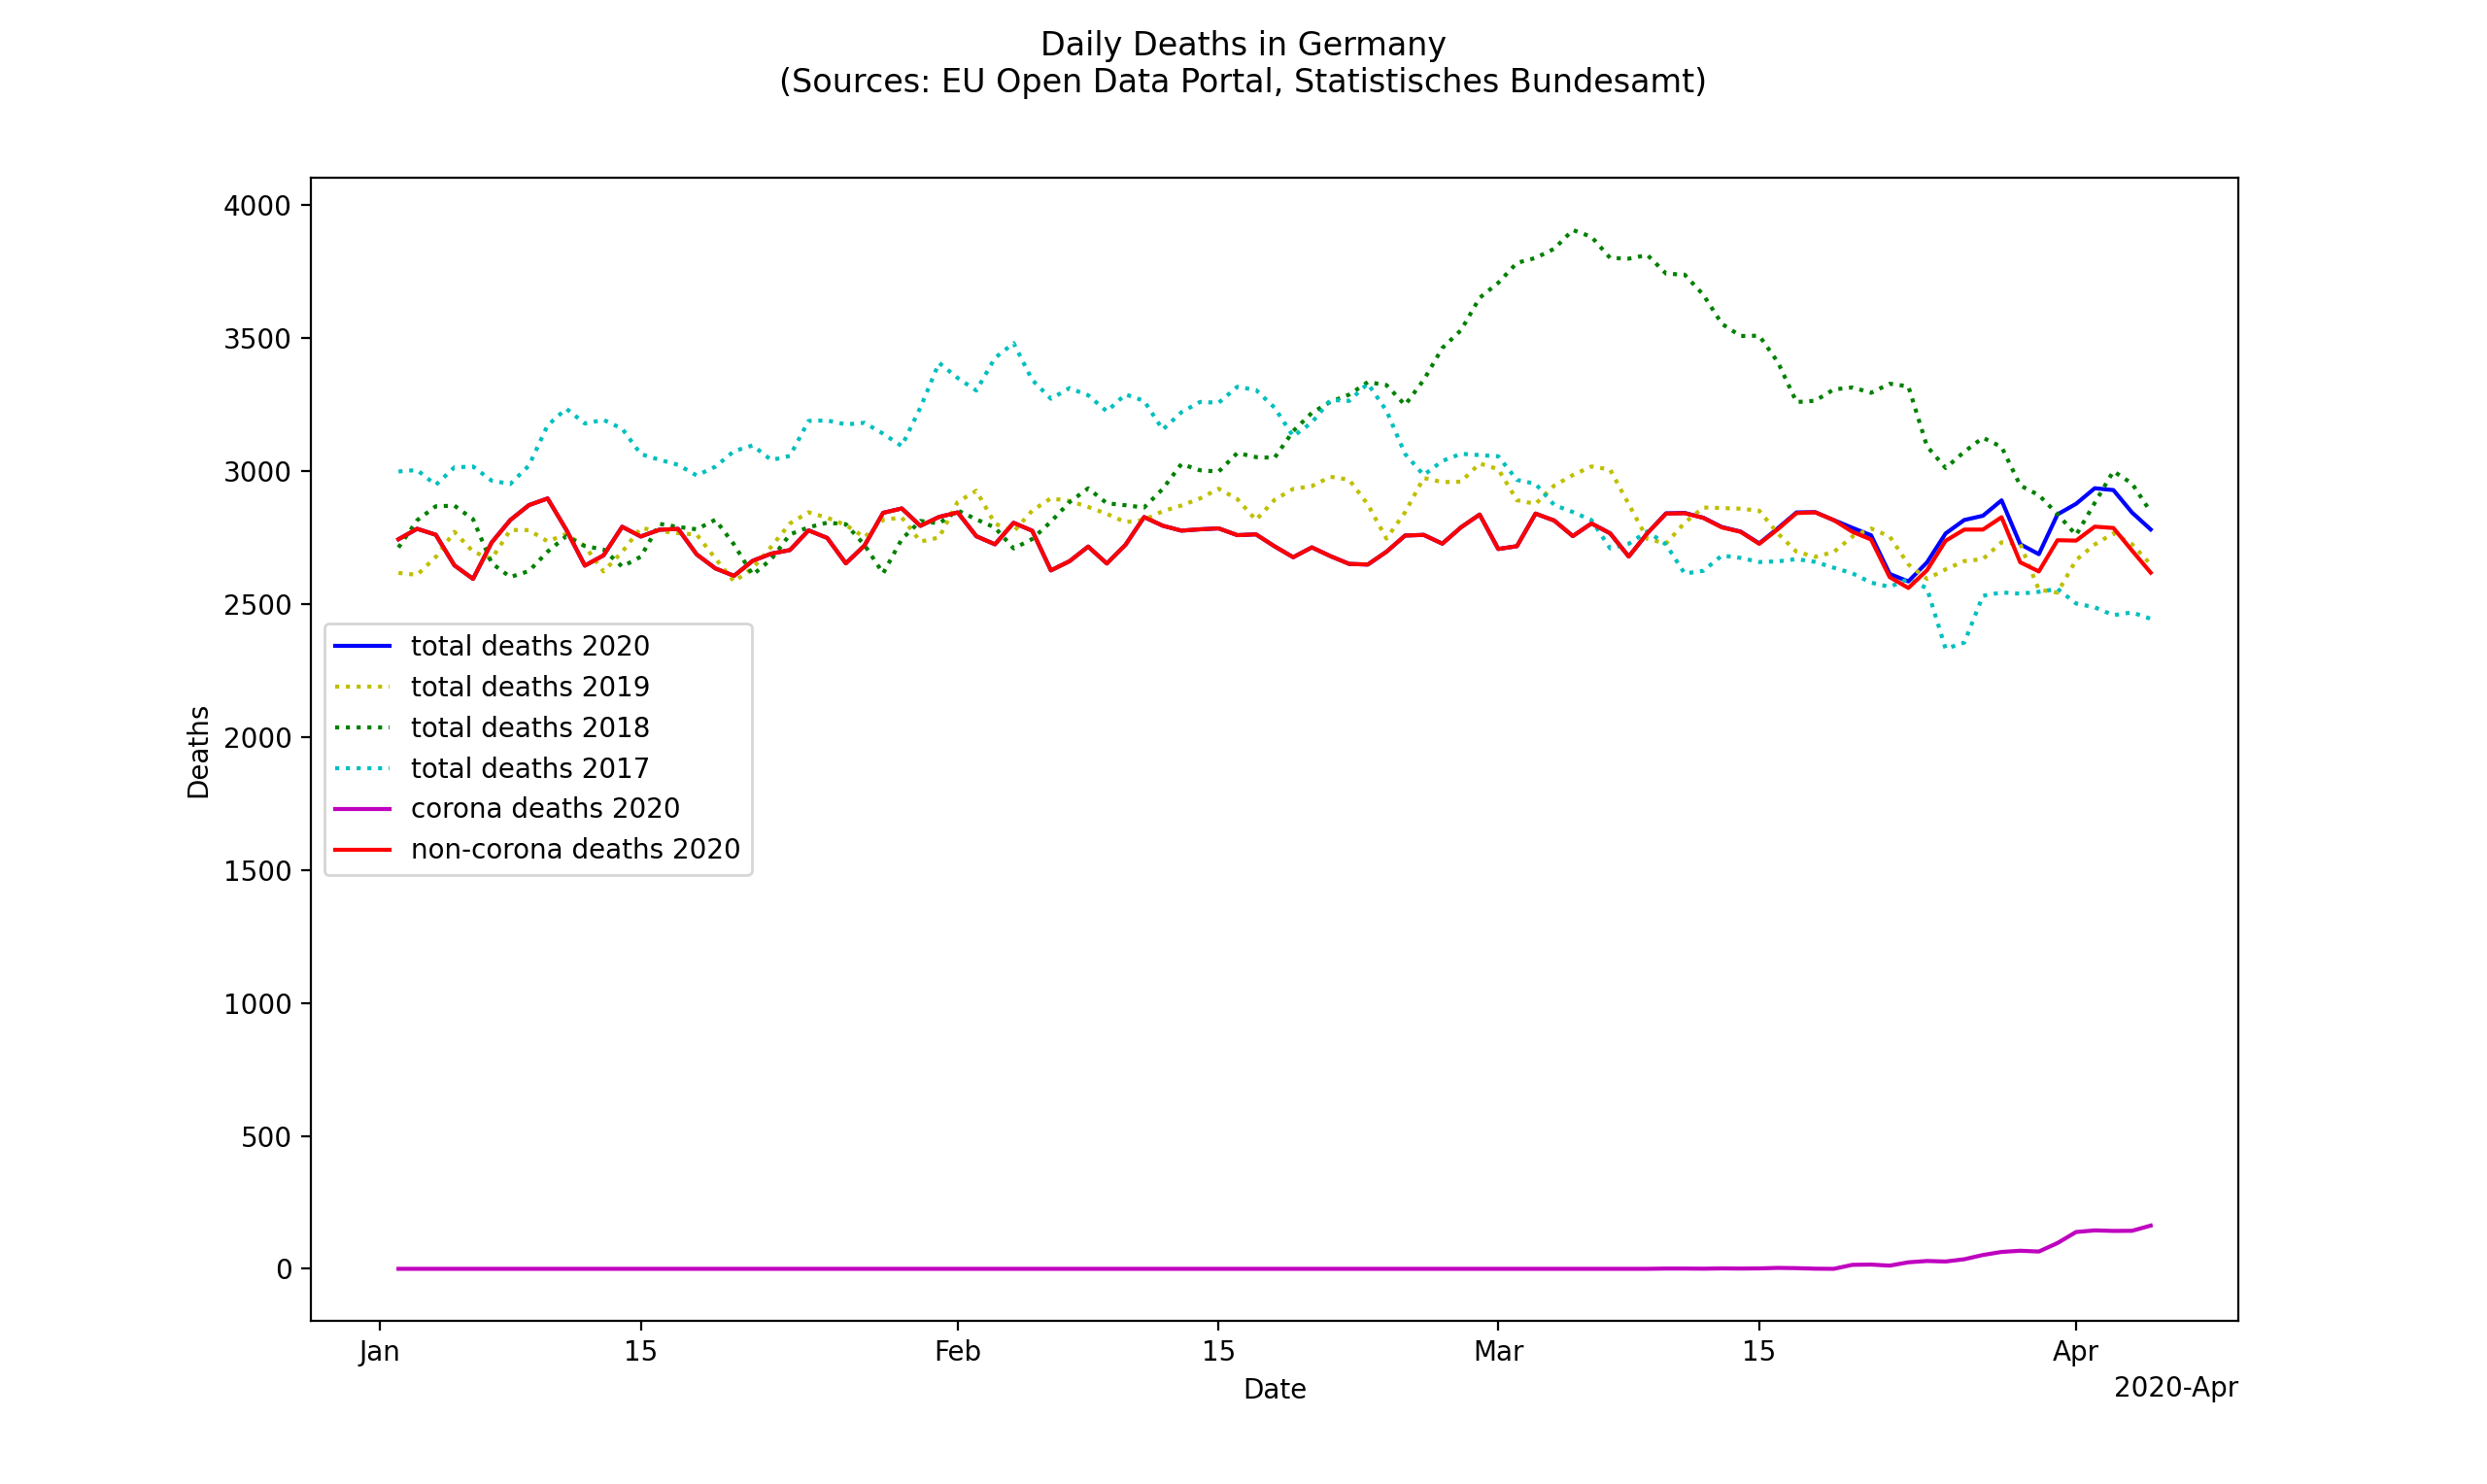 Daily Deaths in Germany
(Sources: EU Open Data Portal, Statistisches Bundesamt)
4000
3500
3000
2500
2000
1500
1000
500
0
Deaths
total deaths 2020
total deaths 2019
total deaths 2018
total deaths 2017
corona deaths 2020
non-corona deaths 2020
Jan 15 Feb 15 Mar 15 Apr
Date
2020-Apr